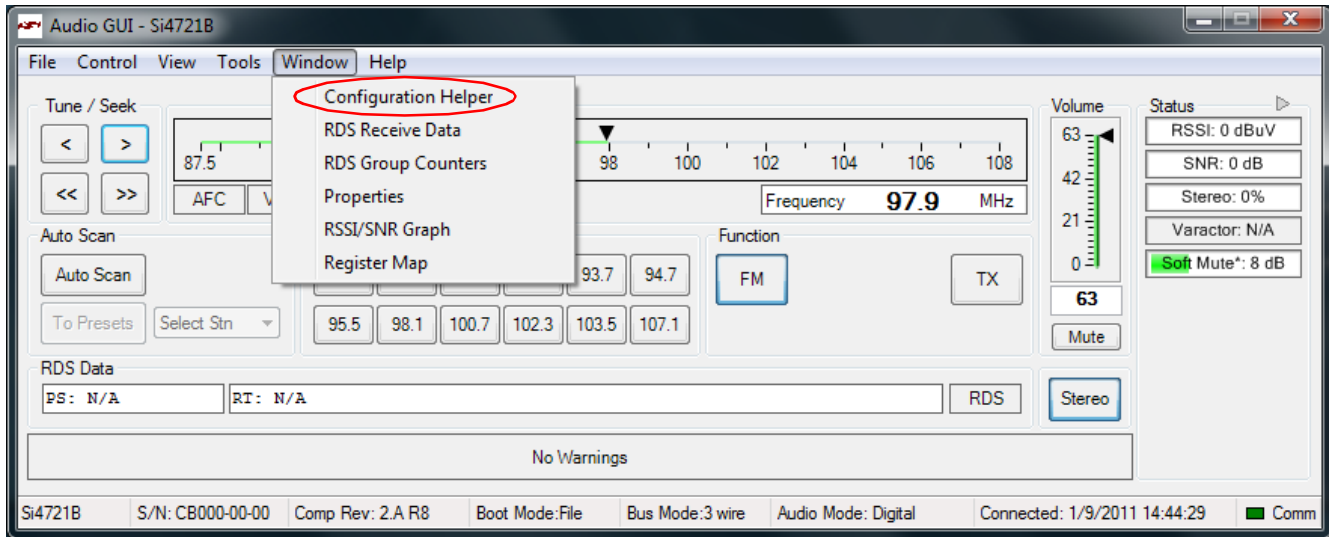 Audio GUI - Si4721B
File Control View Tools Window Help
Configuration Helper
RDS Receive Data
RDS Group Counters
Properties
RSSI/SNR Graph
Register Map
Tune / Seek
< >
<< >>
87.5 98 100 102 104 106 108
AFC V
Frequency 97.9 MHz
Auto Scan
Auto Scan
To Presets Select Stn
93.7 94.7
95.5 98.1 100.7 102.3 103.5 107.1
Function
FM TX
Volume
63
42
21
0
63
Mute
Status
RSSI: 0 dBuV
SNR: 0 dB
Stereo: 0%
Varactor: N/A
Soft Mute*: 8 dB
RDS Data
PS: N/A RT: N/A RDS
Stereo
No Warnings
Si4721B S/N: CB000-00-00 Comp Rev: 2.A R8 Boot Mode:File Bus Mode:3 wire Audio Mode: Digital Connected: 1/9/2011 14:44:29 Comm